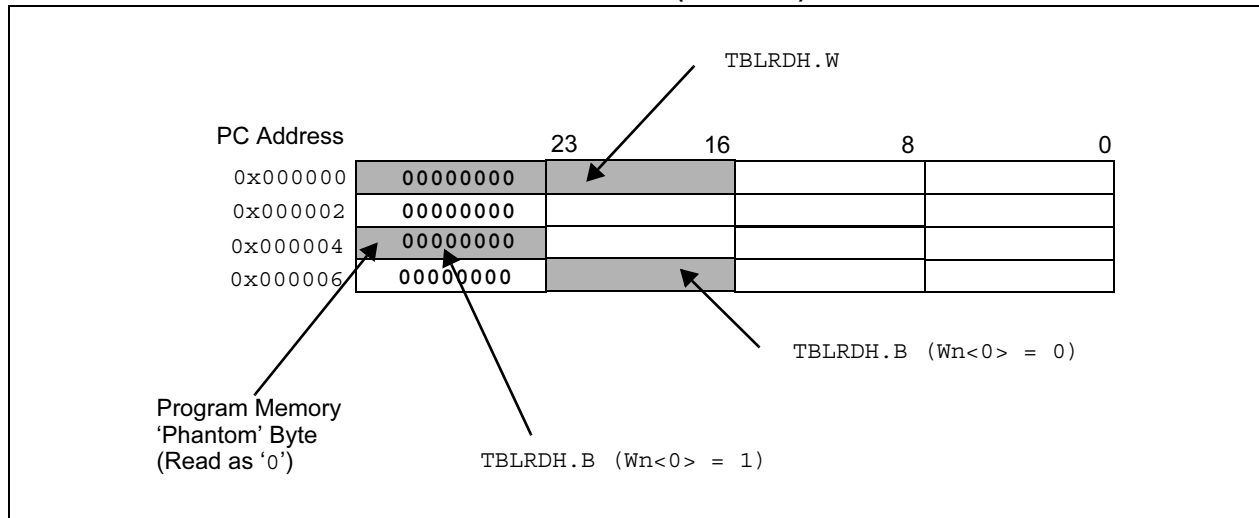 TBLRDH.W
PC Address
23 16 8 0
0x000000 00000000
0x000002 00000000
0x000004 00000000
0x000006 00000000
TBLRDH.B (Wn<0> = 0)
Program Memory
'Phantom' Byte
(Read as '0')
TBLRDH.B (Wn<0> = 1)